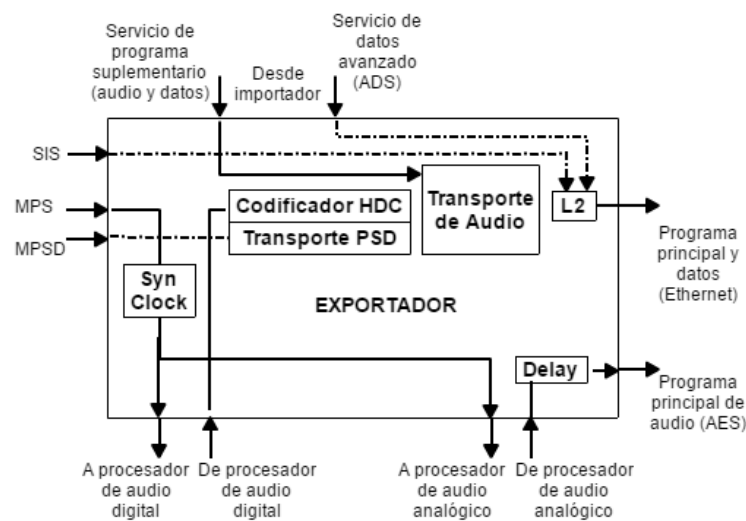 Servicio de
programa
suplementario
(audio y datos)
Desde
importador
Servicio de
datos
avanzado
(ADS)
SIS
MPS
MPSD
Codificador HDC
Transporte PSD
Transporte
de Audio
L2
Syn
Clock
EXPORTADOR
Delay
Programa
principal y
datos
(Ethernet)
Programa
principal de
audio (AES)
A procesador
de audio
digital
De procesador
de audio
digital
A procesador
de audio
analógico
De procesador
de audio
analógico